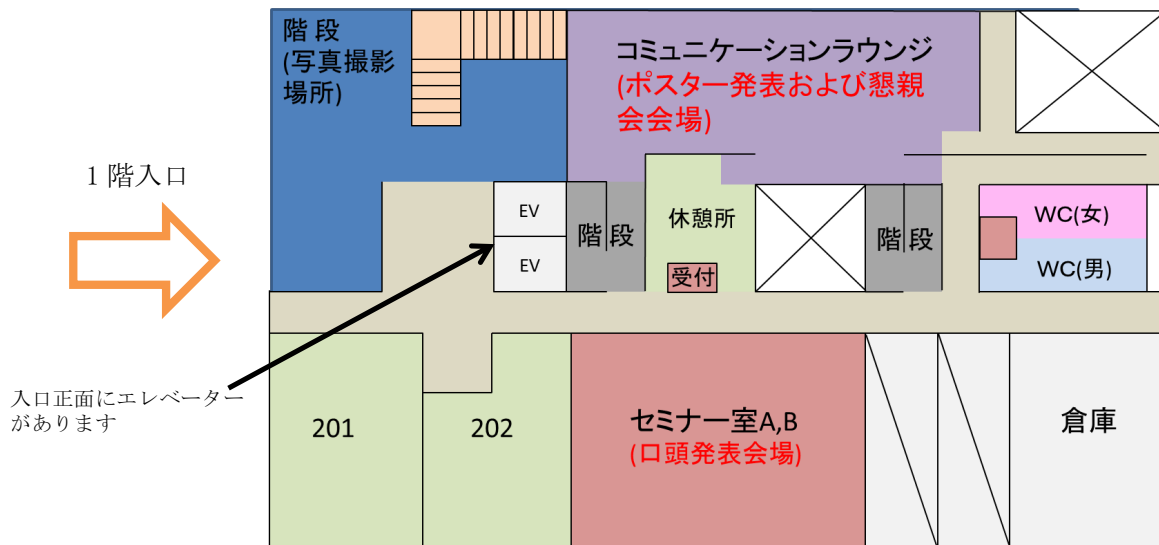 階 段
(写真撮影
場所)
コミュニケーションラウンジ
(ポスター発表および懇親
会会場)
１階入口
EV
EV
階 段
休憩所
受付
階 段
WC(女)
WC(男)
入口正面にエレベーター
があります
201
202
セミナー室A,B
(口頭発表会場)
倉庫